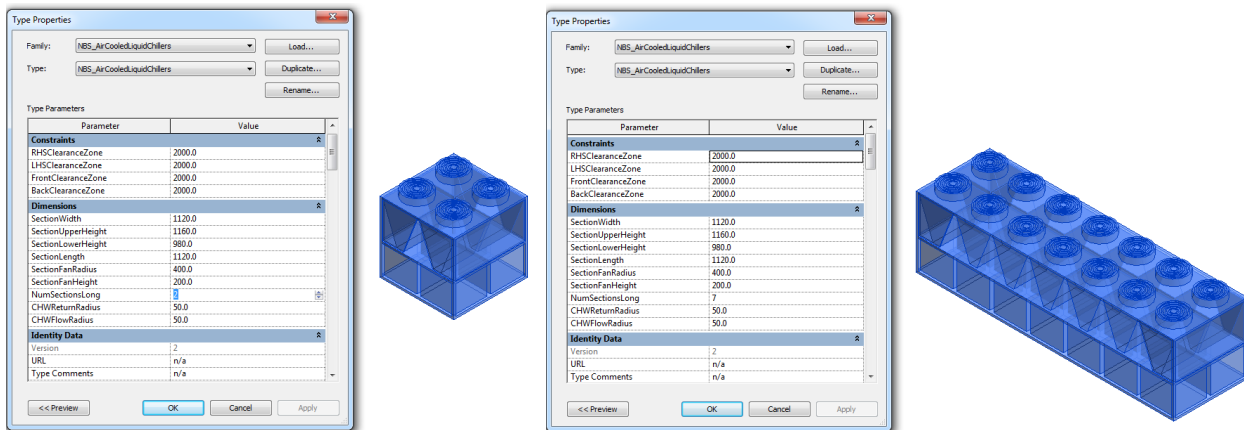 Type Properties
Family: NBS_AirCooledLiquidChillers Load...
Type: NBS_AirCooledLiquidChillers Duplicate...
Rename...
Type Parameters
Parameter Value
Constraints
RHSClearanceZone 2000.0
LHSClearanceZone 2000.0
FrontClearanceZone 2000.0
BackClearanceZone 2000.0
Dimensions
SectionWidth 1120.0
SectionUpperHeight 1160.0
SectionLowerHeight 980.0
SectionLength 1120.0
SectionFanRadius 400.0
SectionFanHeight 200.0
NumSectionsLong 2
CHWReturnRadius 50.0
CHWFlowRadius 50.0
Identity Data
Version 2
URL n/a
Type Comments n/a
<< Preview OK Cancel Apply
Type Properties
Family: NBS_AirCooledLiquidChillers Load...
Type: NBS_AirCooledLiquidChillers Duplicate...
Rename...
Type Parameters
Parameter Value
Constraints
RHSClearanceZone 2000.0
LHSClearanceZone 2000.0
FrontClearanceZone 2000.0
BackClearanceZone 2000.0
Dimensions
SectionWidth 1120.0
SectionUpperHeight 1160.0
SectionLowerHeight 980.0
SectionLength 1120.0
SectionFanRadius 400.0
SectionFanHeight 200.0
NumSectionsLong 7
CHWReturnRadius 50.0
CHWFlowRadius 50.0
Identity Data
Version 2
URL n/a
Type Comments n/a
<< Preview OK Cancel Apply